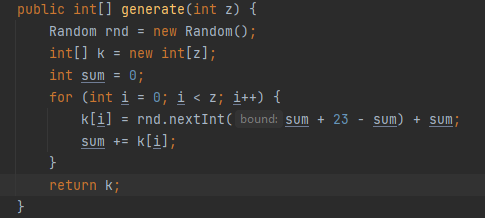 public int[] generate(int z) {
Random rnd = new Random();
int[] k = new int[z];
int sum = 0;
for (int i = 0; i < z; i++) {
k[i] = rnd.nextInt( bound: sum + 23 - sum) + sum;
sum += k[i];
}
return k;
}